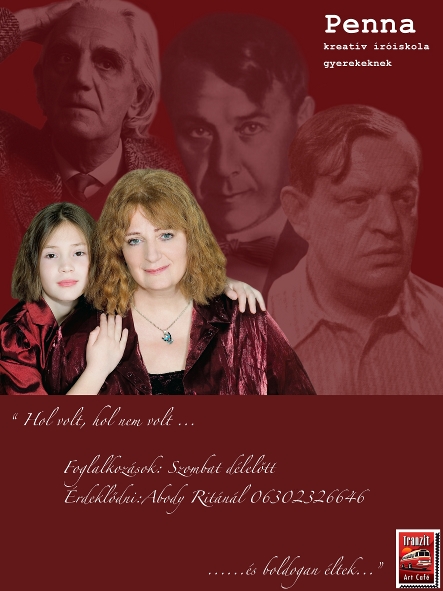 Penna
kreatív íróiskola
gyerekeknek
“ Hol volt, hol nem volt ...
Foglalkozások: Szombat délelött
Érdeklődni:Abody Ritánál 06302326646
......és boldogan éltek...”
Tranzit
Art Café